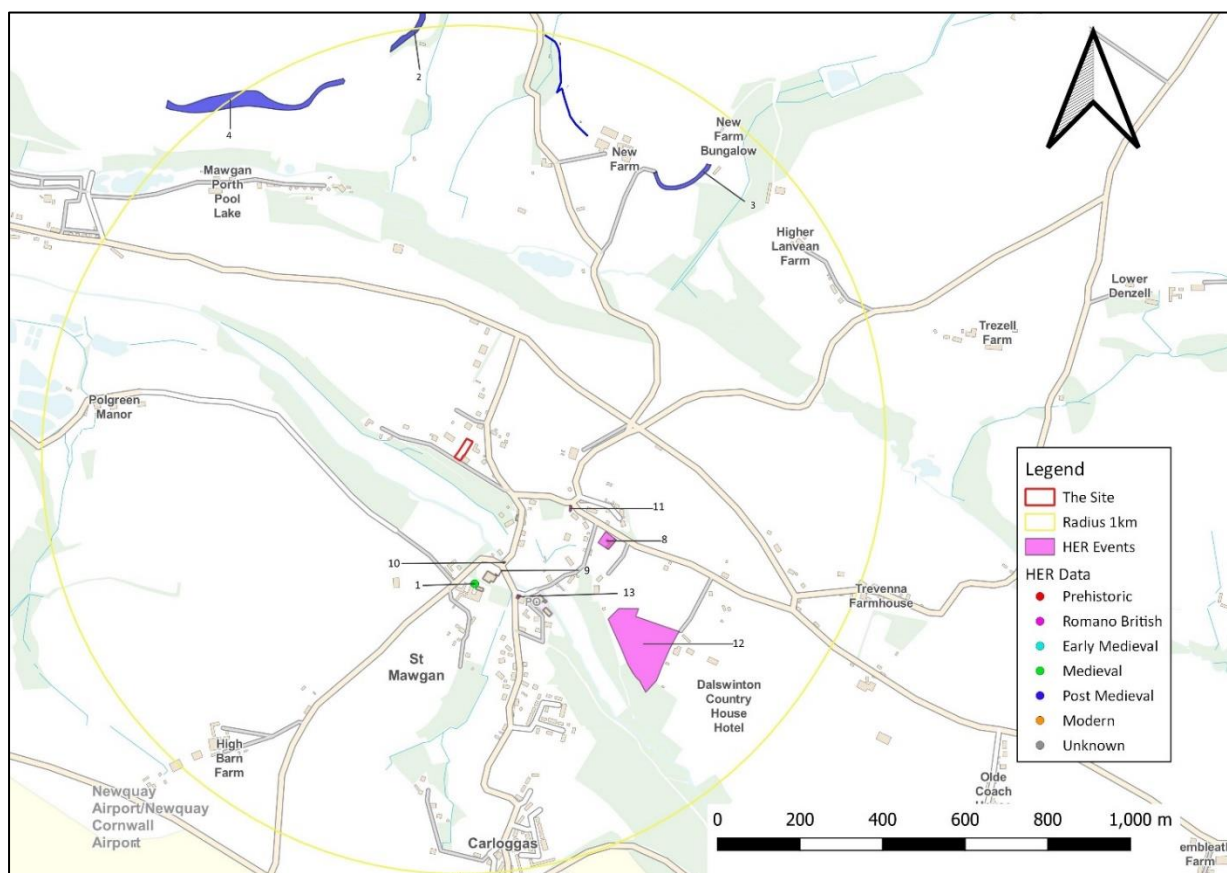 2
4
New
Farm
Bungalow
New
Farm
3
Mawgan
Porth
Pool
Lake
Higher
Lanvean
Farm
Lower
Denzell
Trezell
Farm
Polgreen
Manor
11
8
10
9
1
13
PO
Trevenna
Farmhouse
12
St
Mawgan
Dalswinton
Country
House
Hotel
High
Barn
Farm
Newquay
Airport/Newquay
Cornwall
Airport
Carloggas
Olde
Coach
Farm
Legend
The Site
Radius 1km
HER Events
HER Data
Prehistoric
Romano British
Early Medieval
Medieval
Post Medieval
Modern
Unknown
0 200 400 600 800 1,000 m